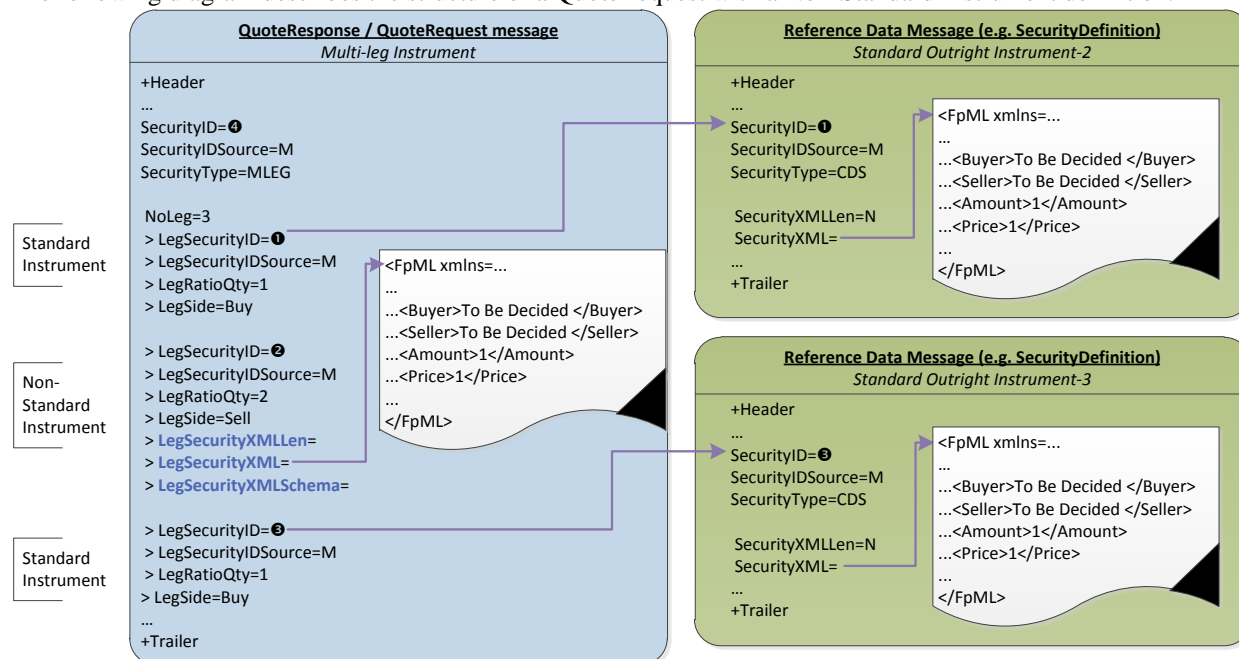 QuoteResponse / QuoteRequest message
Multi-leg Instrument
+Header
...
SecurityID=❹
SecurityIDSource=M
SecurityType=MLEG
NoLeg=3
> LegSecurityID=❶
> LegSecurityIDSource=M
> LegRatioQty=1
> LegSide=Buy
> LegSecurityID=❷
> LegSecurityIDSource=M
> LegRatioQty=2
> LegSide=Sell
> LegSecurityXMLLen=
> LegSecurityXML=
> LegSecurityXMLSchema=
> LegSecurityID=❸
> LegSecurityIDSource=M
> LegRatioQty=1
> LegSide=Buy
...
+Trailer
Standard
Instrument
Non-
Standard
Instrument
Standard
Instrument
<FpML xmlns=...
...
...<Buyer>To Be Decided </Buyer>
...<Seller>To Be Decided </Seller>
...<Amount>1</Amount>
...<Price>1</Price>
...
</FpML>
Reference Data Message (e.g. SecurityDefinition)
Standard Outright Instrument-2
+Header
...
SecurityID=❶
SecurityIDSource=M
SecurityType=CDS
SecurityXMLLen=N
SecurityXML=
...
+Trailer
<FpML xmlns=...
...
...<Buyer>To Be Decided </Buyer>
...<Seller>To Be Decided </Seller>
...<Amount>1</Amount>
...<Price>1</Price>
...
</FpML>
Reference Data Message (e.g. SecurityDefinition)
Standard Outright Instrument-3
+Header
...
SecurityID=❸
SecurityIDSource=M
SecurityType=CDS
SecurityXMLLen=N
SecurityXML=
...
+Trailer
<FpML xmlns=...
...
...<Buyer>To Be Decided </Buyer>
...<Seller>To Be Decided </Seller>
...<Amount>1</Amount>
...<Price>1</Price>
...
</FpML>